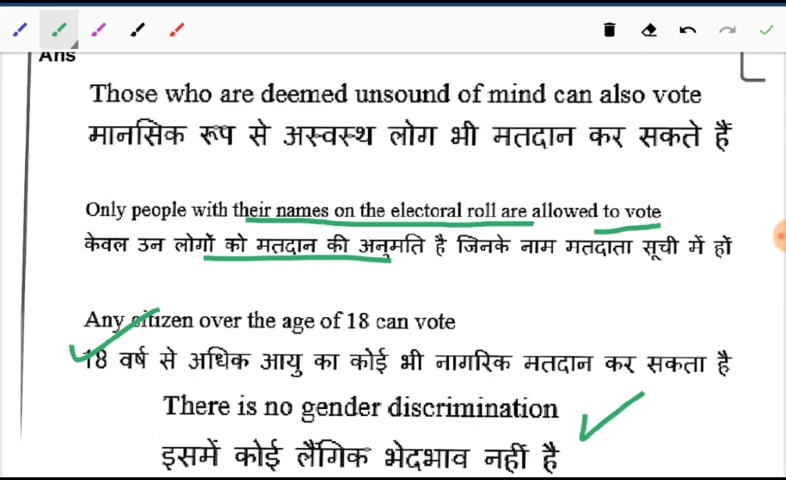 Ans
Those who are deemed unsound of mind can also vote
मानसिक रूप से अस्वस्थ लोग भी मतदान कर सकते हैं
Only people with their names on the electoral roll are allowed to vote
केवल उन लोगों को मतदान की अनुमति है जिनके नाम मतदाता सूची में हों
Any citizen over the age of 18 can vote
18 वर्ष से अधिक आयु का कोई भी नागरिक मतदान कर सकता है
There is no gender discrimination
इसमें कोई लैंगिक भेदभाव नहीं है